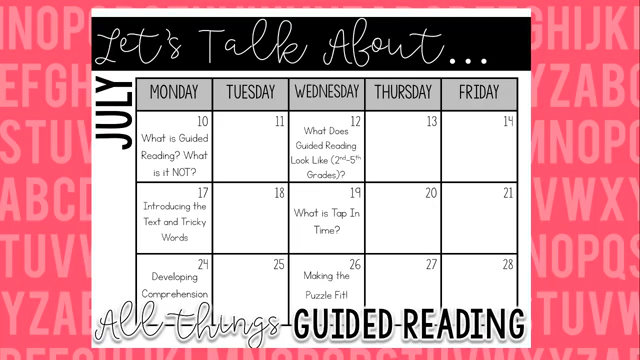 Let's Talk About...
JULY
MONDAY TUESDAY WEDNESDAY THURSDAY FRIDAY
10 11 12 13 14
What is Guided
Reading? What
is it NOT?
What Does
Guided Reading
Look Like (2nd-5th
Grades)?
17 18 19 20 21
Introducing the
Text and Tricky
Words
What is Tap In
Time?
24 25 26 27 28
Developing
Comprehension
Making the
Puzzle Fit!
All things GUIDED READING